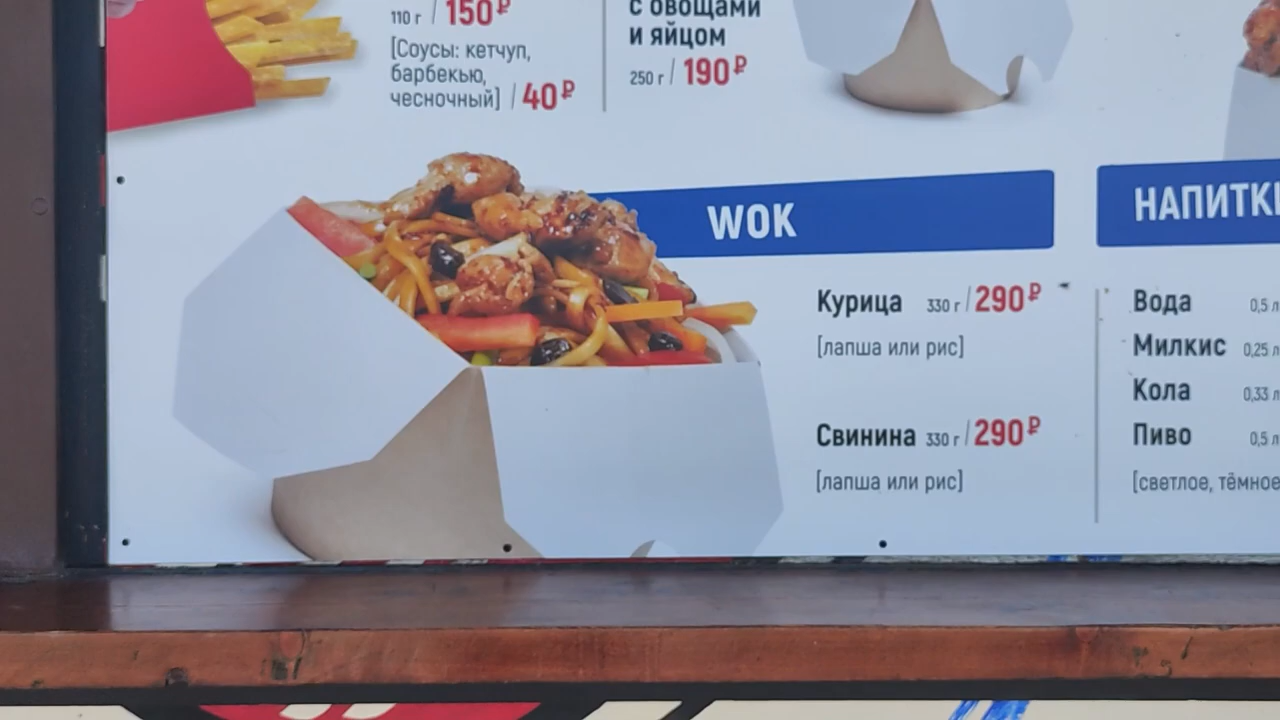 110 г / 150₽
[Соусы: кетчуп,
барбекью,
чесночный] / 40₽
с овощами
и яйцом
250 г / 190₽
WOK
Курица 330 г / 290₽
[лапша или рис]
Свинина 330 г / 290₽
[лапша или рис]
НАПИТКИ
Вода 0,5 л
Милкис 0,25 л
Кола 0,33 л
Пиво 0,5 л
[светлое, тёмное